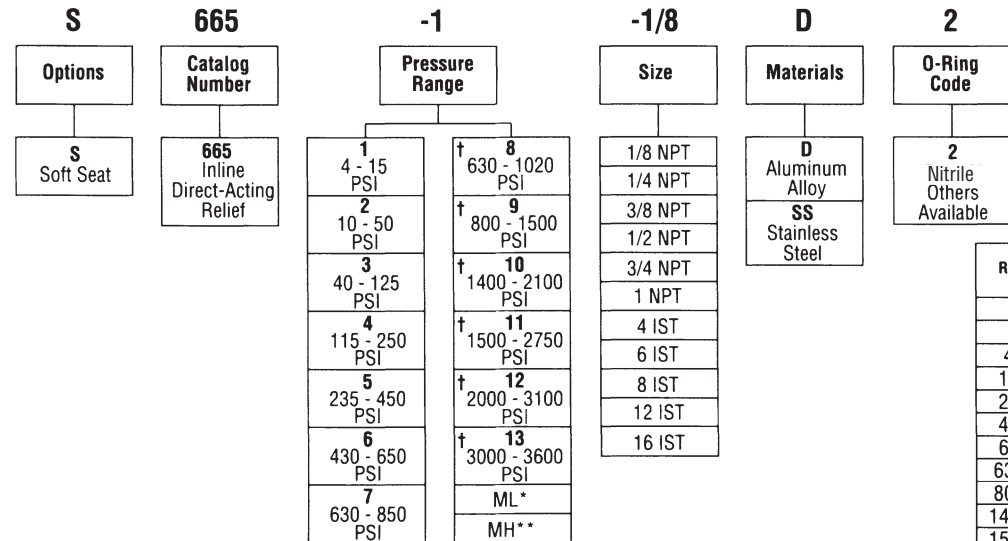 S 665 -1 -1/8 D 2
Options
Catalog
Number
Pressure
Range
Size
Materials
O-Ring
Code
S
Soft Seat
665
Inline
Direct-Acting
Relief
1
4 - 15
PSI
2
10 - 50
PSI
3
40 - 125
PSI
4
115 - 250
PSI
5
235 - 450
PSI
6
430 - 650
PSI
7
630 - 850
PSI
† 8
630 - 1020
PSI
† 9
800 - 1500
PSI
† 10
1400 - 2100
PSI
† 11
1500 - 2750
PSI
† 12
2000 - 3100
PSI
† 13
3000 - 3600
PSI
ML*
MH**
1/8 NPT
1/4 NPT
3/8 NPT
1/2 NPT
3/4 NPT
1 NPT
4 IST
6 IST
8 IST
12 IST
16 IST
D
Aluminum
Alloy
SS
Stainless
Steel
2
Nitrile
Others
Available